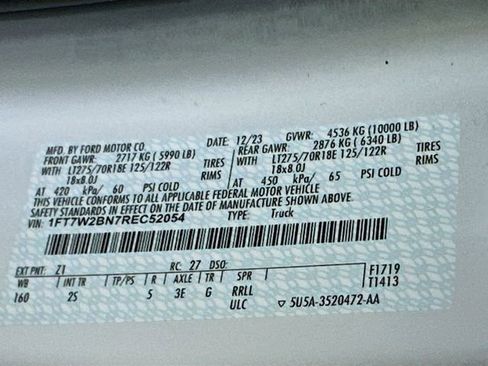 MFD. BY FORD MOTOR CO. DATE: 12/23 GVWR: 4536 KG (10000 LB)
FRONT GAWR: 2717 KG (5990 LB) REAR GAWR: 2876 KG (6340 LB)
WITH LT275/70R18E 125/122R TIRES WITH LT275/70R18E 125/122R TIRES
18x8.0J RIMS 18x8.0J RIMS
AT 420 kPa/ 60 PSI COLD AT 450 kPa/ 65 PSI COLD
THIS VEHICLE CONFORMS TO ALL APPLICABLE FEDERAL MOTOR VEHICLE
SAFETY STANDARDS IN EFFECT ON THE DATE OF MANUFACTURE SHOWN ABOVE.
VIN: 1FT7W2BN7REC52054 TYPE: Truck
EXT PNT: Z1 RC: 27 DSO: F1719
WB INT TR TP/PS R AXLE TR SPR T1413
160 2S 5 3E G RRLL
ULC ▽ 5U5A-3520472-AA